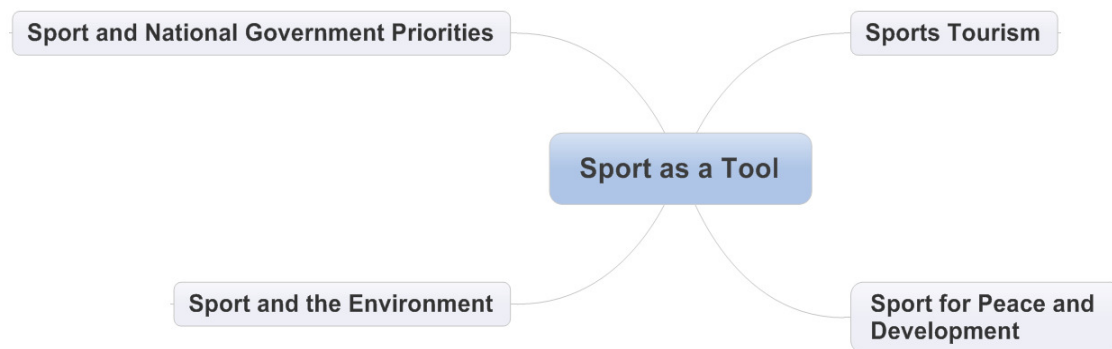 Sport and National Government Priorities
Sports Tourism
Sport as a Tool
Sport and the Environment
Sport for Peace and
Development